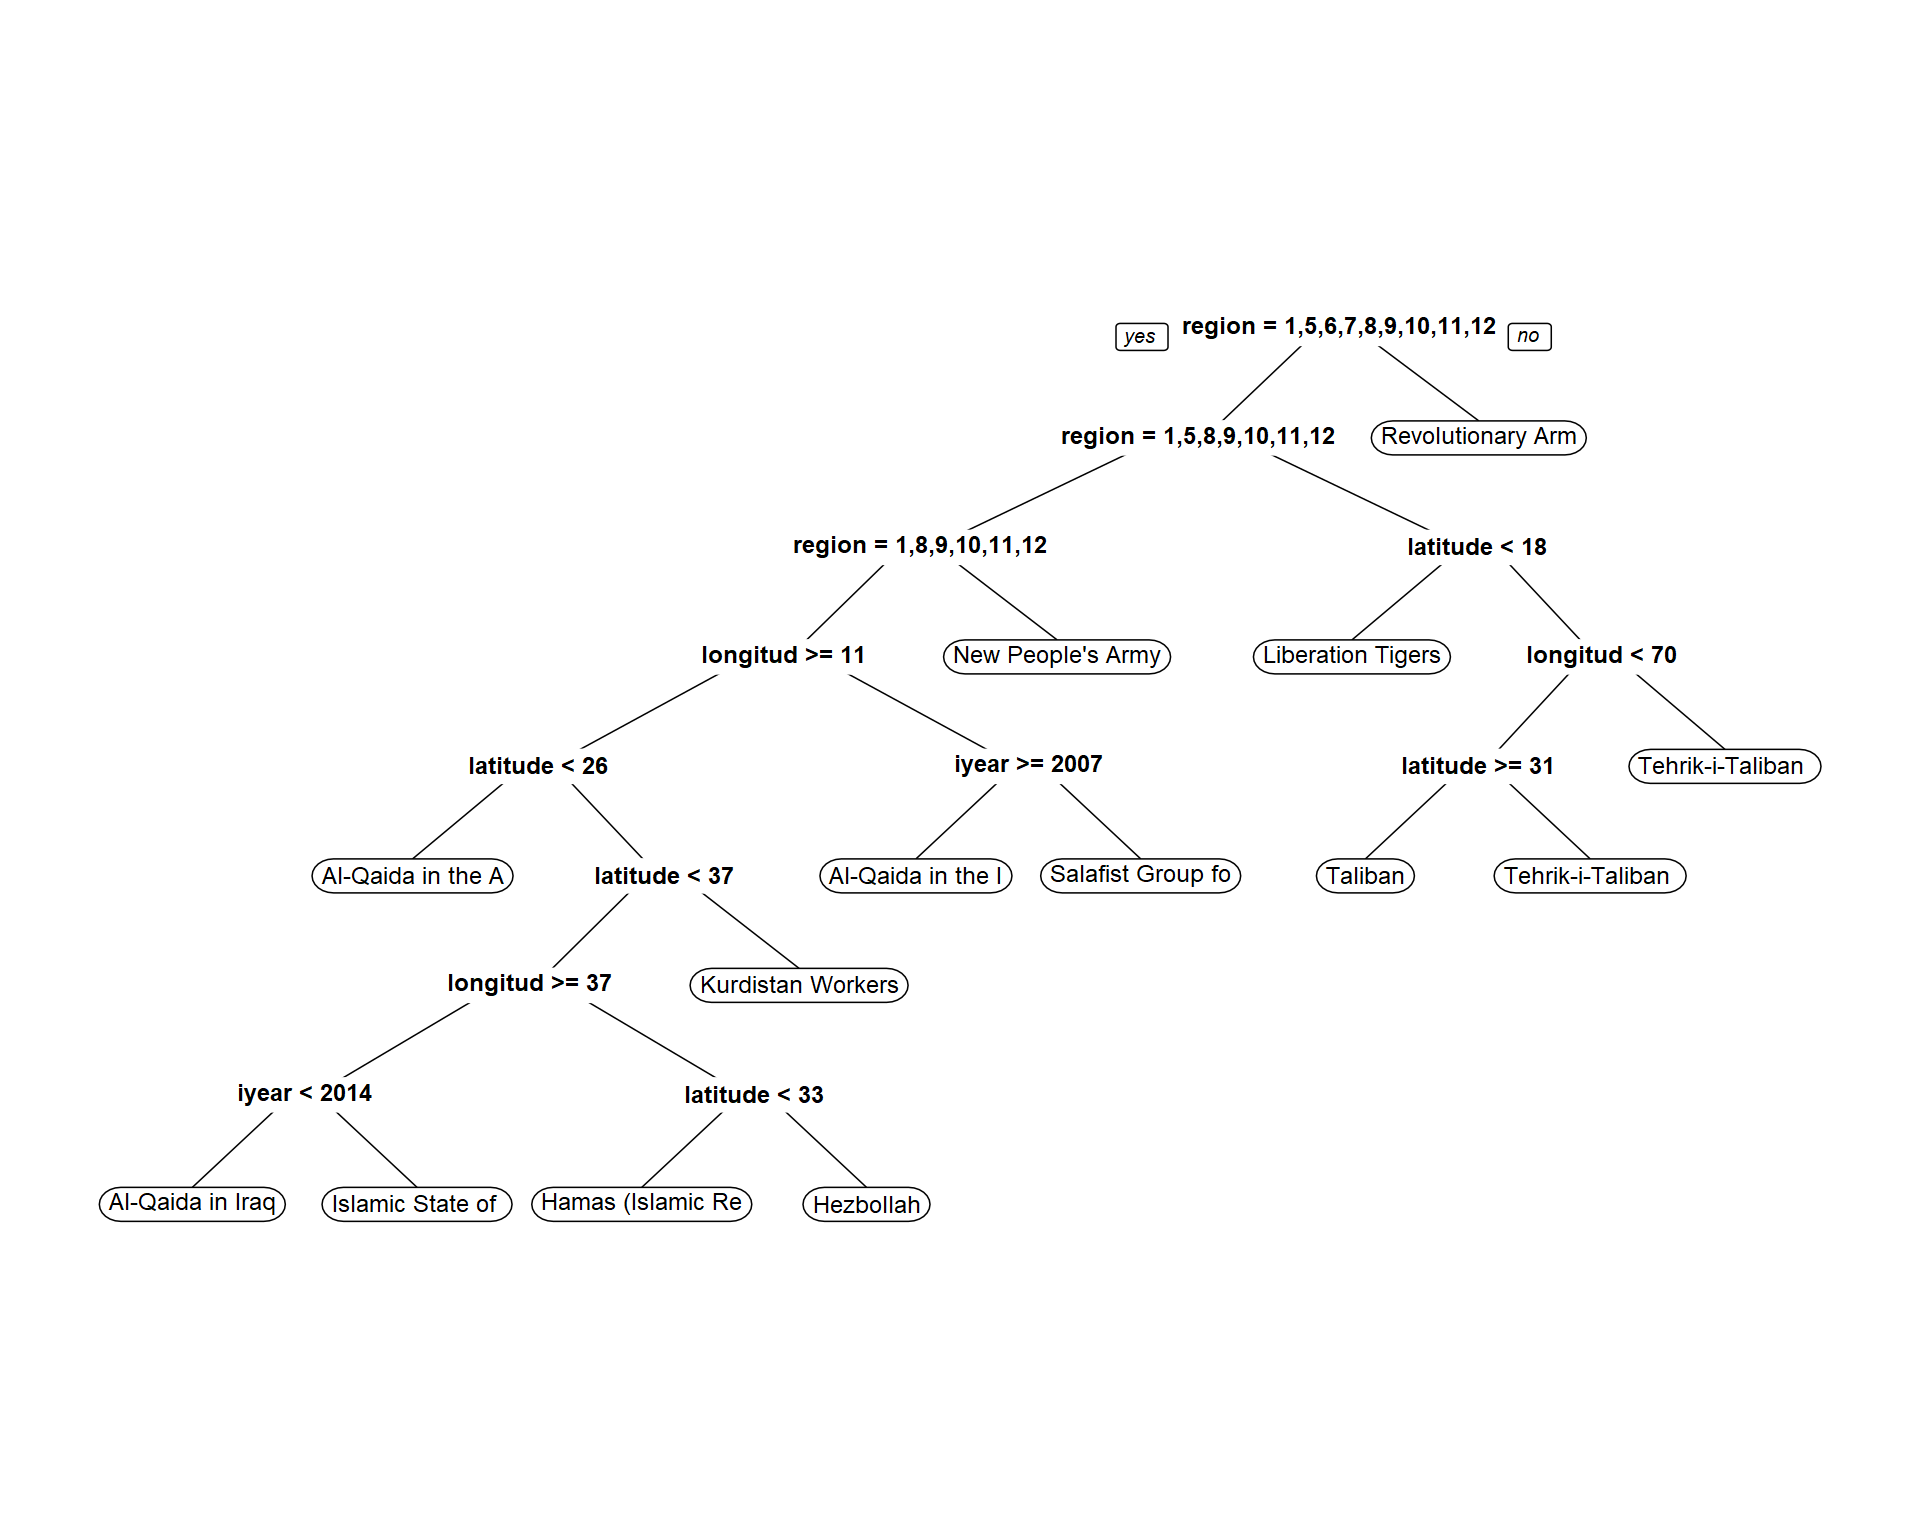 yes
region = 1,5,6,7,8,9,10,11,12
no
region = 1,5,8,9,10,11,12
Revolutionary Arm
region = 1,8,9,10,11,12
latitude < 18
longitud >= 11
New People's Army
Liberation Tigers
longitud < 70
latitude < 26
iyear >= 2007
latitude >= 31
Tehrik-i-Taliban
Al-Qaida in the A
latitude < 37
Al-Qaida in the I
Salafist Group fo
Taliban
Tehrik-i-Taliban
longitud >= 37
Kurdistan Workers
iyear < 2014
latitude < 33
Al-Qaida in Iraq
Islamic State of
Hamas (Islamic Re
Hezbollah